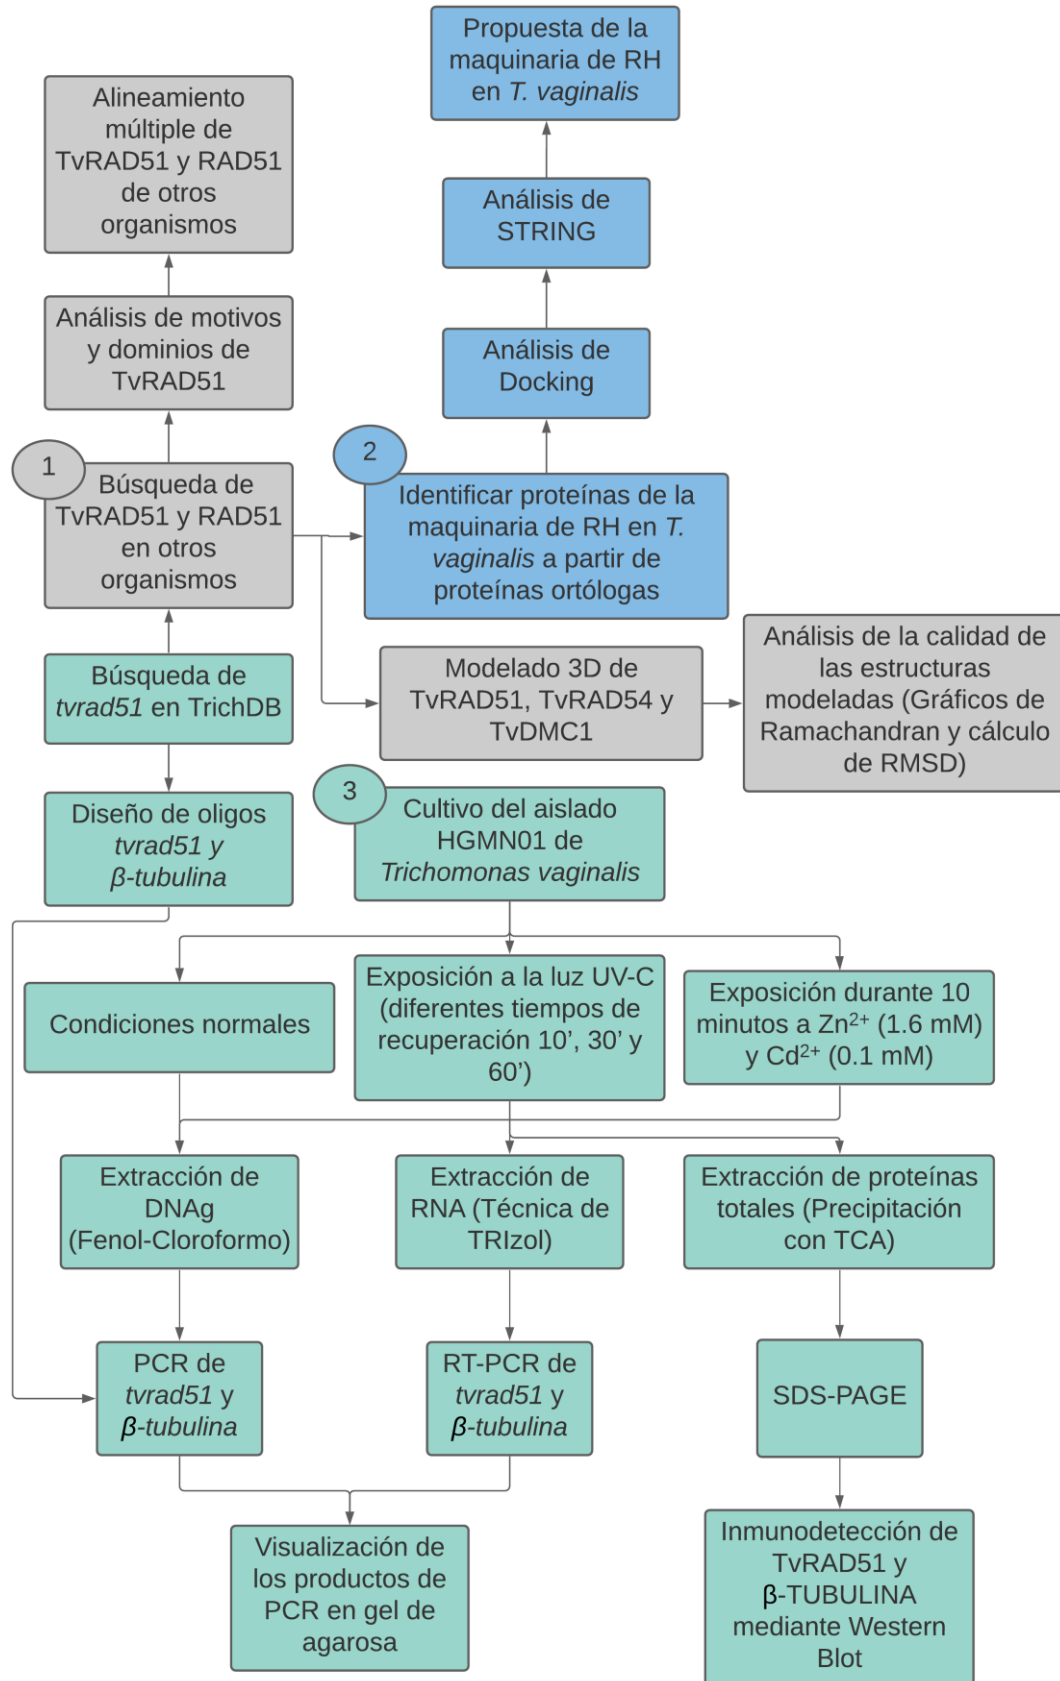 Propuesta de la
maquinaria de RH
en T. vaginalis
Alineamiento
múltiple de
TvRAD51 y RAD51
de otros
organismos
Análisis de
STRING
Análisis de motivos
y dominios de
TvRAD51
Análisis de
Docking
1
Búsqueda de
TvRAD51 y RAD51
en otros
organismos
2
Identificar proteínas de la
maquinaria de RH en T.
vaginalis a partir de
proteínas ortólogas
Búsqueda de
tvrad51 en TrichDB
Modelado 3D de
TvRAD51, TvRAD54 y
TvDMC1
Análisis de la calidad de
las estructuras
modeladas (Gráficos de
Ramachandran y cálculo
de RMSD)
Diseño de oligos
tvrad51 y
β-tubulina
3
Cultivo del aislado
HGMN01 de
Trichomonas vaginalis
Condiciones normales
Exposición a la luz UV-C
(diferentes tiempos de
recuperación 10’, 30’ y
60’)
Exposición durante 10
minutos a Zn²⁺ (1.6 mM)
y Cd²⁺ (0.1 mM)
Extracción de
DNAg
(Fenol-Cloroformo)
Extracción de
RNA (Técnica de
TRIzol)
Extracción de proteínas
totales (Precipitación
con TCA)
PCR de
tvrad51 y
β-tubulina
RT-PCR de
tvrad51 y
β-tubulina
SDS-PAGE
Visualización de
los productos de
PCR en gel de
agarosa
Inmunodetección de
TvRAD51 y
β-TUBULINA
mediante Western
Blot